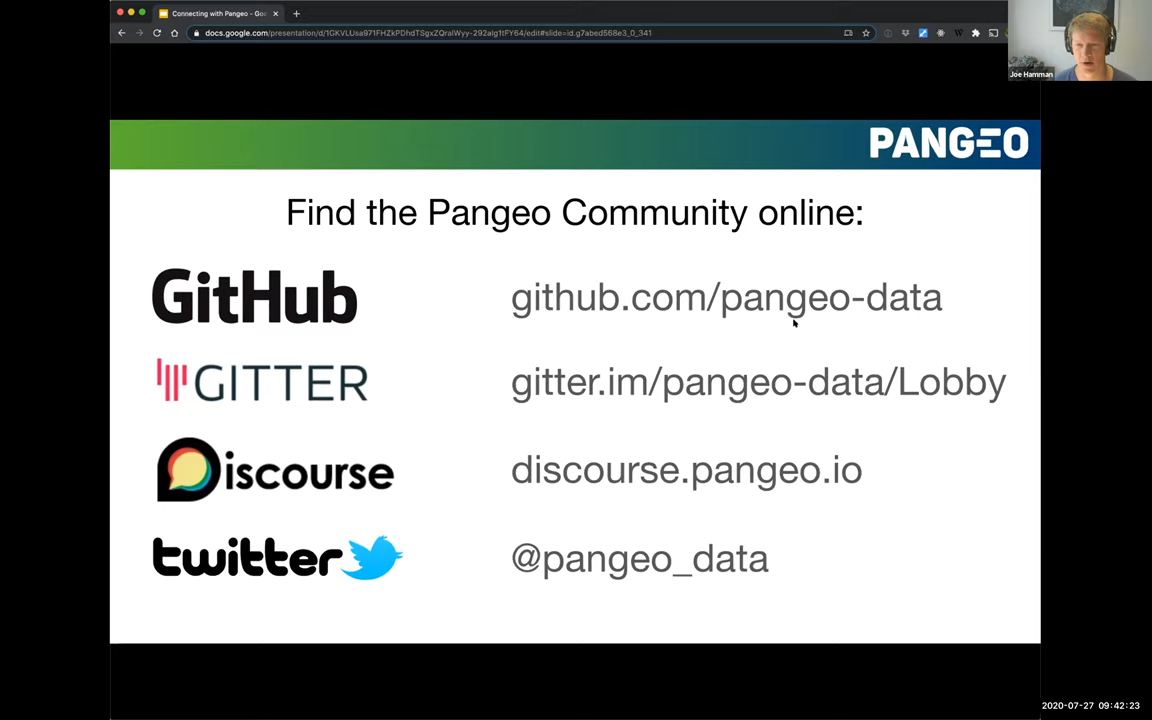 Connecting with Pangeo - Goo
docs.google.com/presentation/d/1GKVLUsa971FHZkPDhdTSgxZQralWyy-292alg1tFY64/edit#slide=id.g7abed568e3_0_341
Joe Hamman
PANGEO
Find the Pangeo Community online:
GitHub
github.com/pangeo-data
GITTER
gitter.im/pangeo-data/Lobby
Discourse
discourse.pangeo.io
twitter
@pangeo_data
2020-07-27 09:42:23